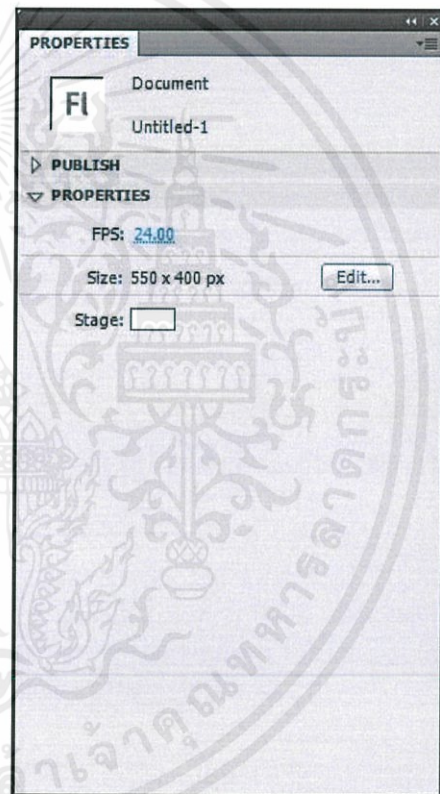 PROPERTIES
Fl
Document
Untitled-1
PUBLISH
PROPERTIES
FPS: 24.00
Size: 550 x 400 px
Edit...
Stage: